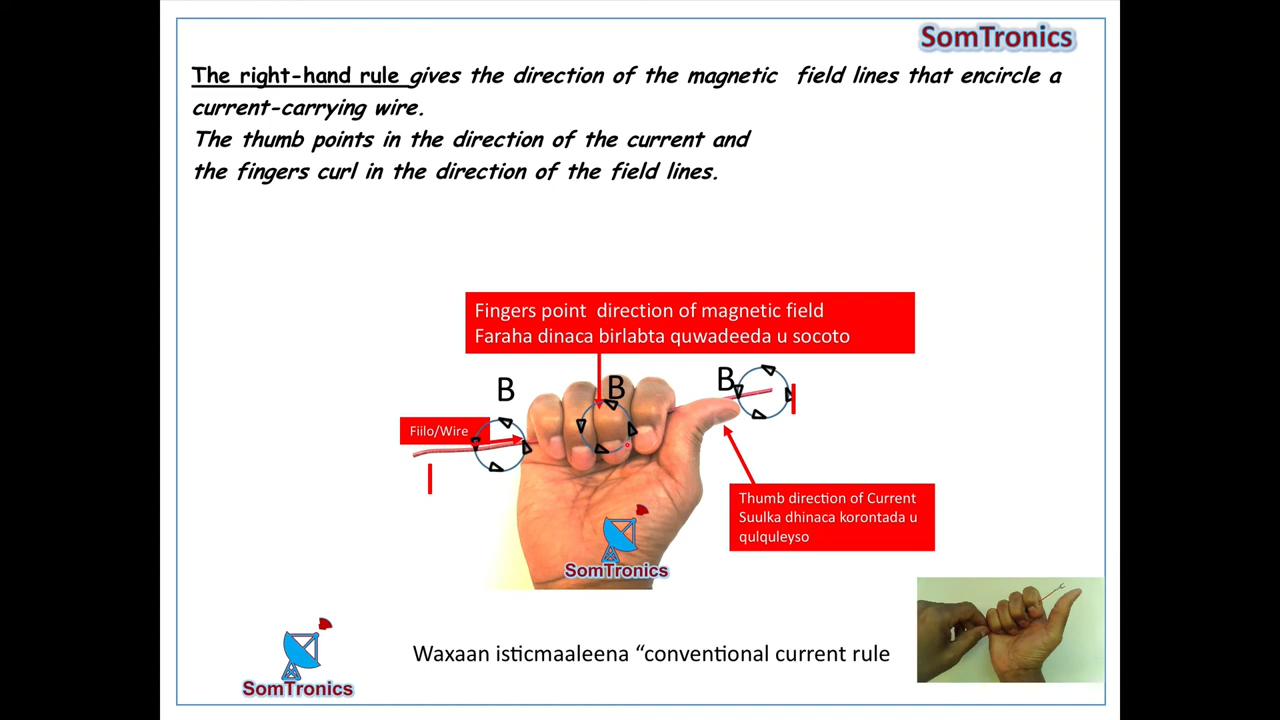 SomTronics
The right-hand rule gives the direction of the magnetic field lines that encircle a
current-carrying wire.
The thumb points in the direction of the current and
the fingers curl in the direction of the field lines.
Fingers point direction of magnetic field
Faraha dinaca birlabta quwadeeda u socoto
B
B
B
I
Fiilo/Wire
I
Thumb direction of Current
Suulka dhinaca korontada u
qulquleyso
SomTronics
Waxaan isticmaaleena “conventional current rule
SomTronics